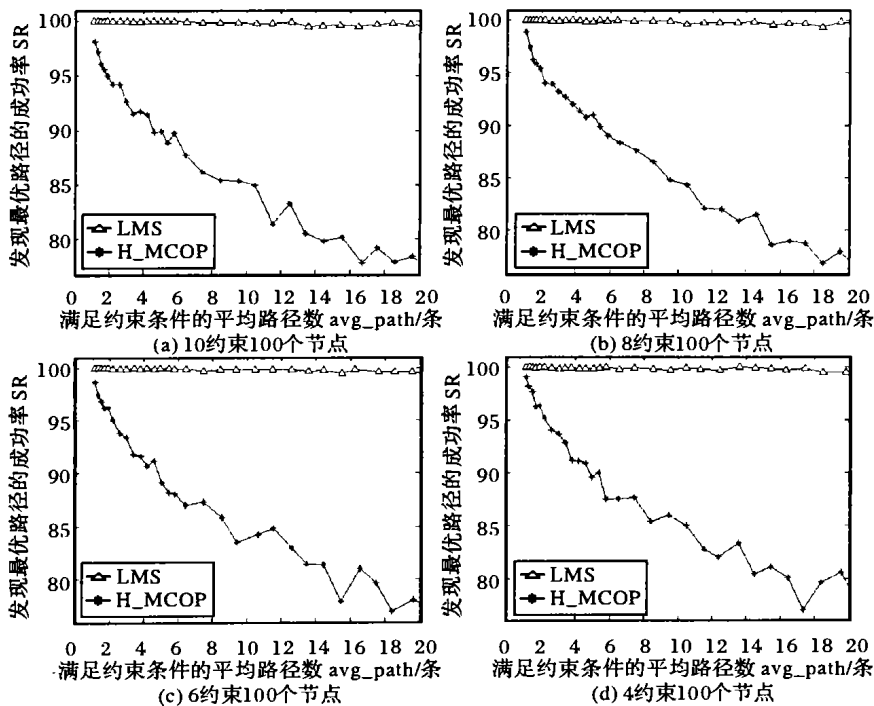 发现最优路径的成功率 SR
100
95
90
85
80
LMS
H_MCOP
0 2 4 6 8 10 12 14 16 18 20
满足约束条件的平均路径数 avg_path/条
(a) 10约束100个节点
发现最优路径的成功率 SR
100
95
90
85
80
LMS
H_MCOP
0 2 4 6 8 10 12 14 16 18 20
满足约束条件的平均路径数 avg_path/条
(b) 8约束100个节点
发现最优路径的成功率 SR
100
95
90
85
80
LMS
H_MCOP
0 2 4 6 8 10 12 14 16 18 20
满足约束条件的平均路径数 avg_path/条
(c) 6约束100个节点
发现最优路径的成功率 SR
100
95
90
85
80
LMS
H_MCOP
0 2 4 6 8 10 12 14 16 18 20
满足约束条件的平均路径数 avg_path/条
(d) 4约束100个节点